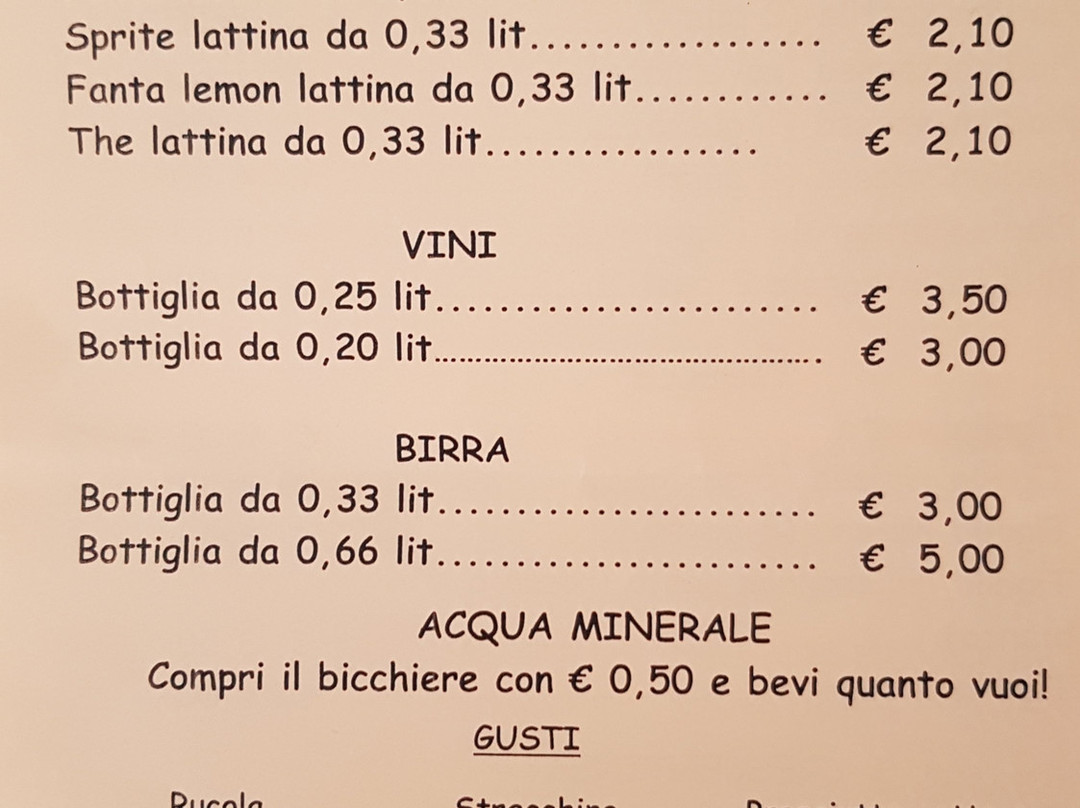 Sprite lattina da 0,33 lit.................. € 2,10
Fanta lemon lattina da 0,33 lit............ € 2,10
The lattina da 0,33 lit................. € 2,10
VINI
Bottiglia da 0,25 lit........................ € 3,50
Bottiglia da 0,20 lit................................................ € 3,00
BIRRA
Bottiglia da 0,33 lit........................ € 3,00
Bottiglia da 0,66 lit........................ € 5,00
ACQUA MINERALE
Compri il bicchiere con € 0,50 e bevi quanto vuoi!
GUSTI
Rucola Stracchino